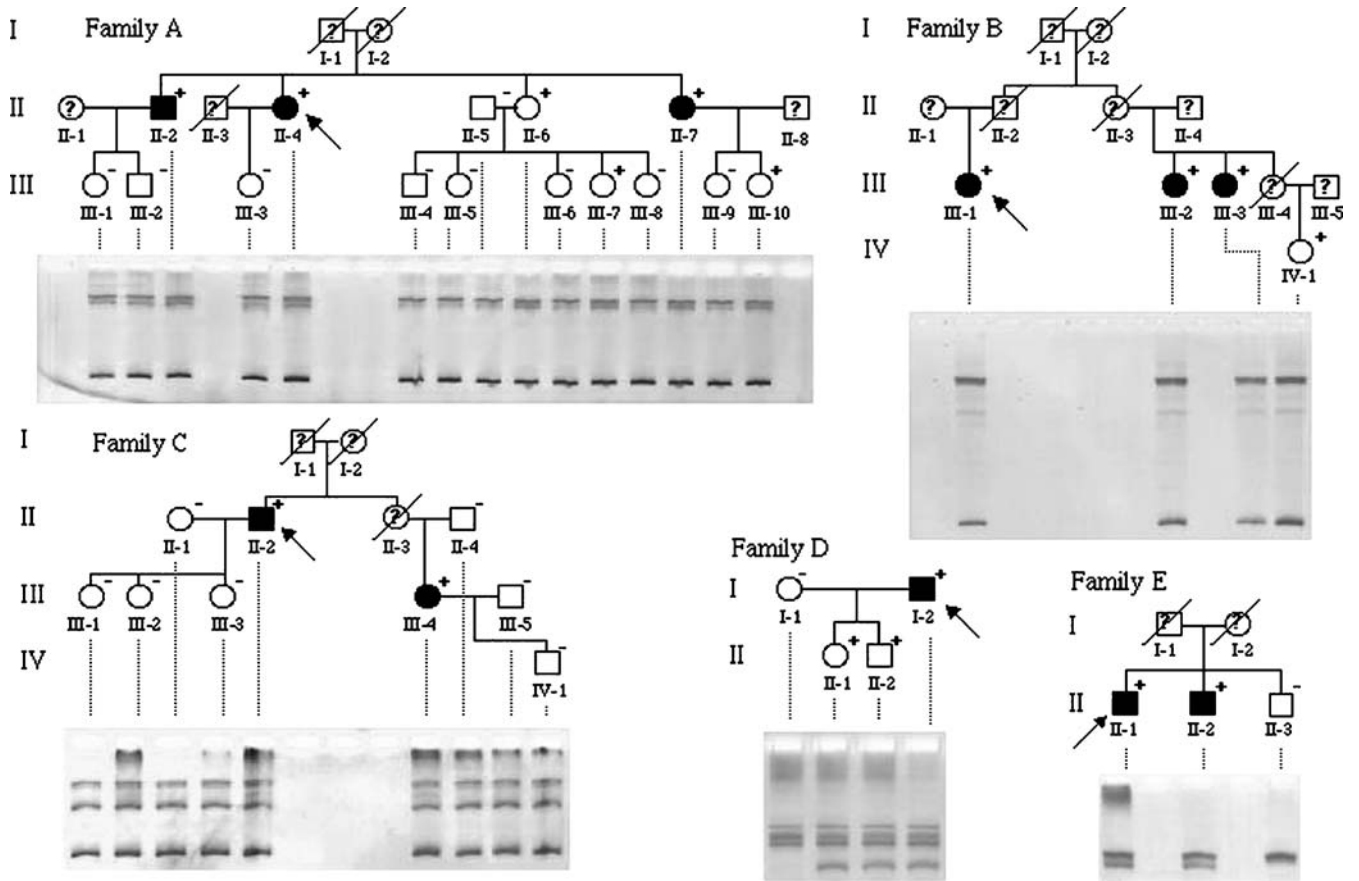 Family A
I
? ?
I-1 I-2
II
? + ? + - + + ?
II-1 II-2 II-3 II-4 II-5 II-6 II-7 II-8
III
- - - - - - + - - +
III-1 III-2 III-3 III-4 III-5 III-6 III-7 III-8 III-9 III-10
Family B
I
? ?
I-1 I-2
II
? ? ? ?
II-1 II-2 II-3 II-4
III
+ + + ? ?
III-1 III-2 III-3 III-4 III-5
IV
+
IV-1
Family C
I
? ?
I-1 I-2
II
- + ? -
II-1 II-2 II-3 II-4
III
- - - + -
III-1 III-2 III-3 III-4 III-5
IV
-
IV-1
Family D
I
- +
I-1 I-2
II
+ +
II-1 II-2
Family E
I
? ?
I-1 I-2
II
+ + -
II-1 II-2 II-3